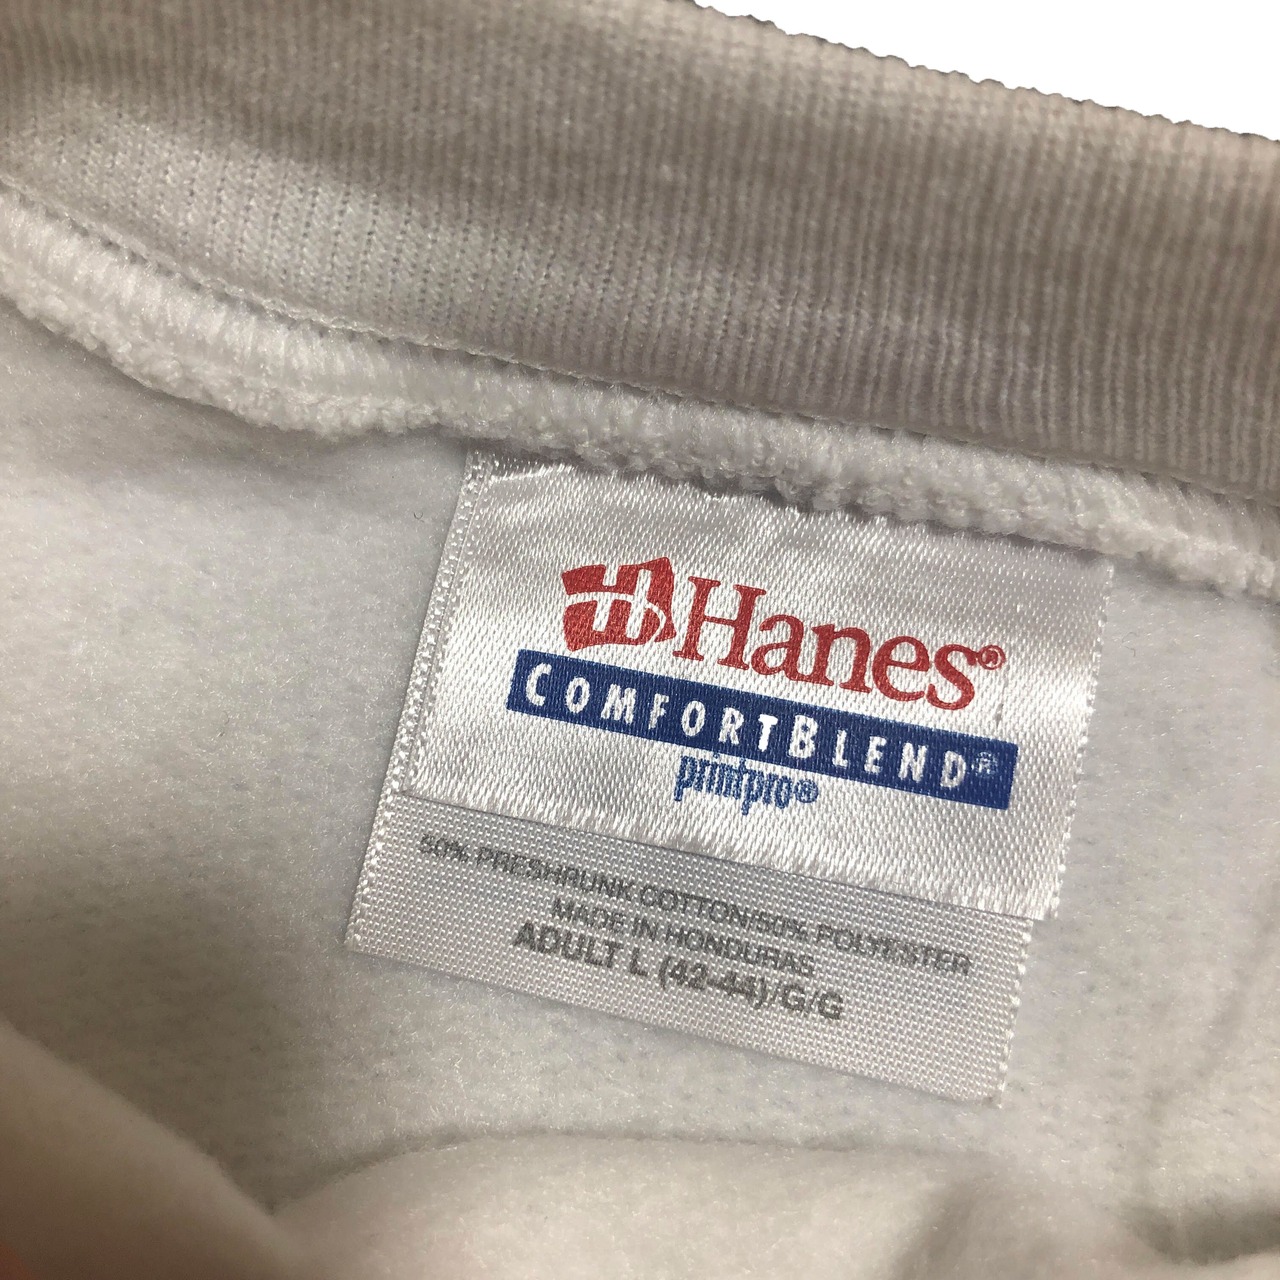 Hanes®
COMFORTBLEND®
printpro®
50% PRESHRUNK COTTON/50% POLYESTER
MADE IN HONDURAS
ADULT L (42-44)/G/G